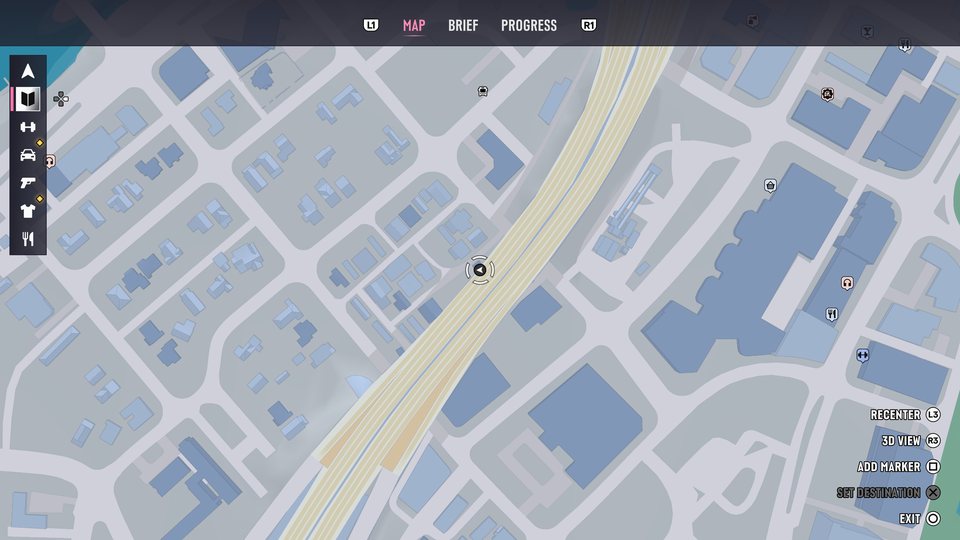 L1 MAP BRIEF PROGRESS R1
RECENTER L3
3D VIEW R3
ADD MARKER
SET DESTINATION
EXIT